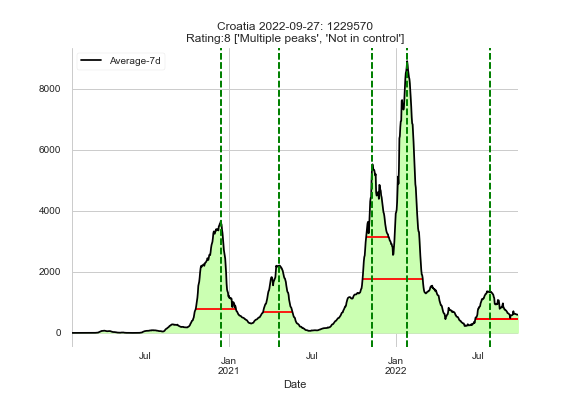 Croatia 2022-09-27: 1229570
Rating:8 ['Multiple peaks', 'Not in control']
Average-7d
8000
6000
4000
2000
0
Jul
Jan
2021
Jul
Jan
2022
Jul
Date